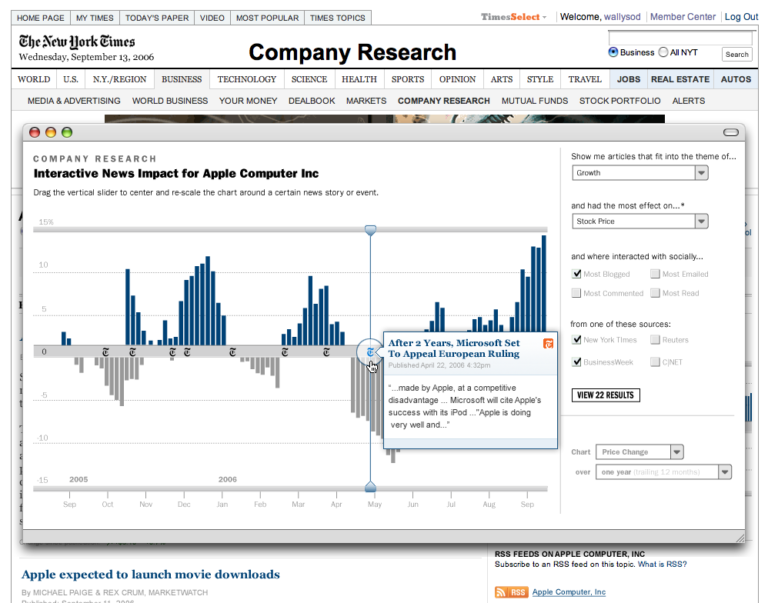 HOME PAGE MY TIMES TODAY'S PAPER VIDEO MOST POPULAR TIMES TOPICS
TimesSelect Welcome, wallysod Member Center Log Out
The New York Times
Wednesday, September 13, 2006
Company Research
Business All NYT Search
WORLD U.S. N.Y./REGION BUSINESS TECHNOLOGY SCIENCE HEALTH SPORTS OPINION ARTS STYLE TRAVEL JOBS REAL ESTATE AUTOS
MEDIA & ADVERTISING WORLD BUSINESS YOUR MONEY DEALBOOK MARKETS COMPANY RESEARCH MUTUAL FUNDS STOCK PORTFOLIO ALERTS
COMPANY RESEARCH
Interactive News Impact for Apple Computer Inc
Drag the vertical slider to center and re-scale the chart around a certain news story or event.
15%
10
5
0
-5
-10
-15
2005 2006
Sep Oct Nov Dec Jan Feb Mar Apr May Jun Jul Aug Sep
After 2 Years, Microsoft Set
To Appeal European Ruling
Published April 22, 2006 4:32pm
"...made by Apple, at a competitive
disadvantage ... Microsoft will cite Apple's
success with its iPod ..."Apple is doing
very well and..."
Show me articles that fit into the theme of...
Growth
and had the most effect on...*
Stock Price
and where interacted with socially...
Most Blogged Most Emailed
Most Commented Most Read
from one of these sources:
New York Times Reuters
BusinessWeek C|NET
VIEW 22 RESULTS
Chart Price Change
over one year (trailing 12 months)
Apple expected to launch movie downloads
By MICHAEL PAIGE & REX CRUM, MARKETWATCH
Published: September 11, 2006
RSS FEEDS ON APPLE COMPUTER, INC
Subscribe to an RSS feed on this topic. What is RSS?
RSS Apple Computer, Inc